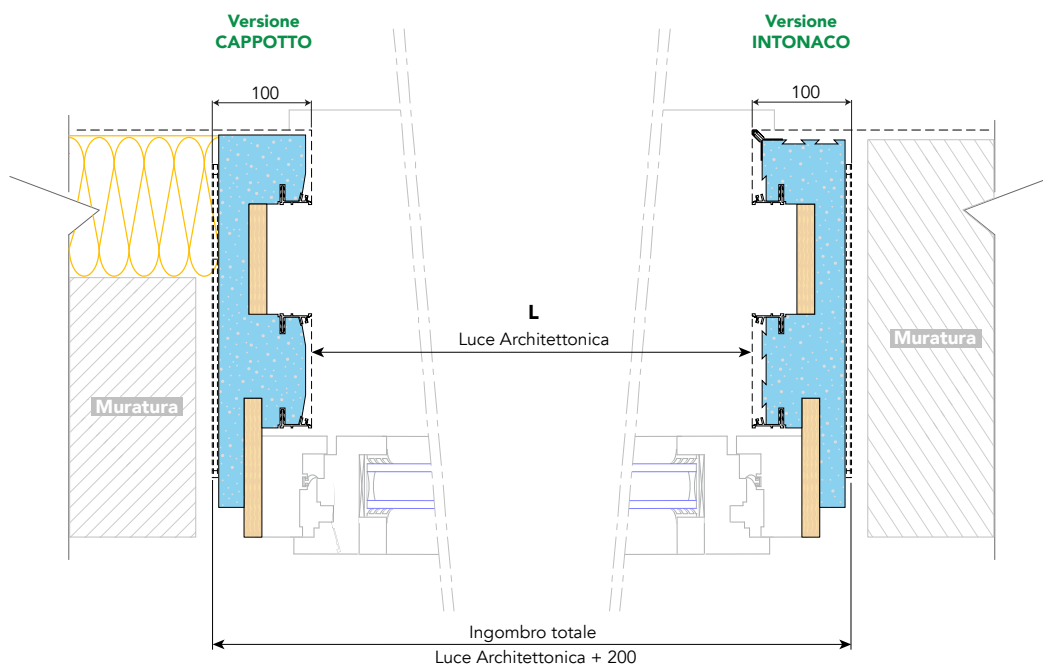 Versione
CAPPOTTO
Versione
INTONACO
100
100
L
Luce Architettonica
Muratura
Muratura
Ingombro totale
Luce Architettonica + 200